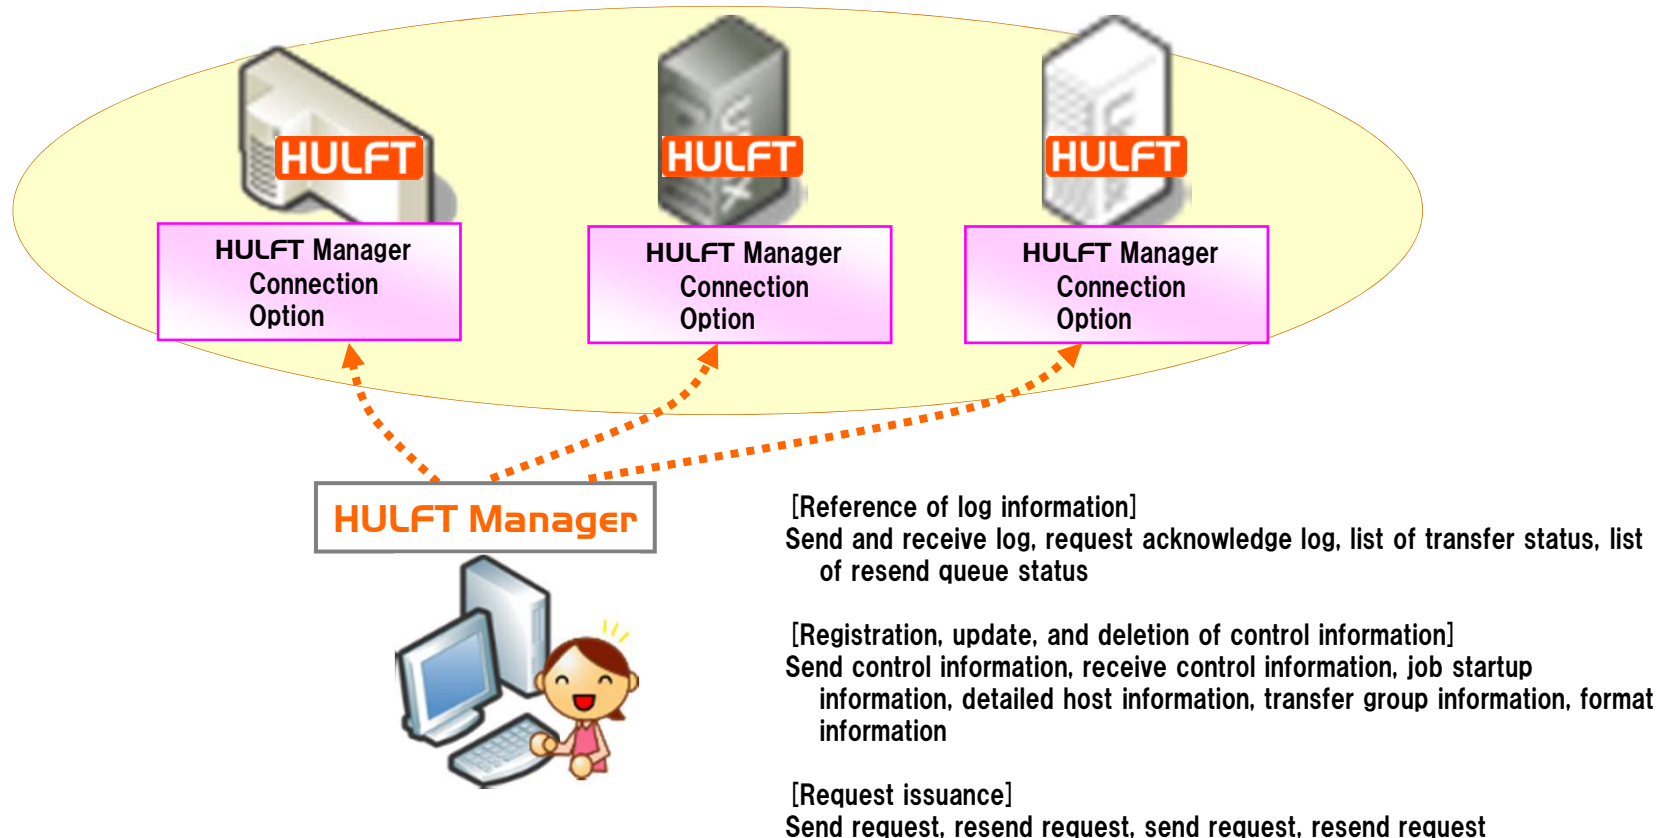 HULFT
HULFT
HULFT
HULFT Manager
Connection
Option
HULFT Manager
Connection
Option
HULFT Manager
Connection
Option
HULFT Manager
[Reference of log information]
Send and receive log, request acknowledge log, list of transfer status, list
of resend queue status
[Registration, update, and deletion of control information]
Send control information, receive control information, job startup
information, detailed host information, transfer group information, format
information
[Request issuance]
Send request, resend request, send request, resend request